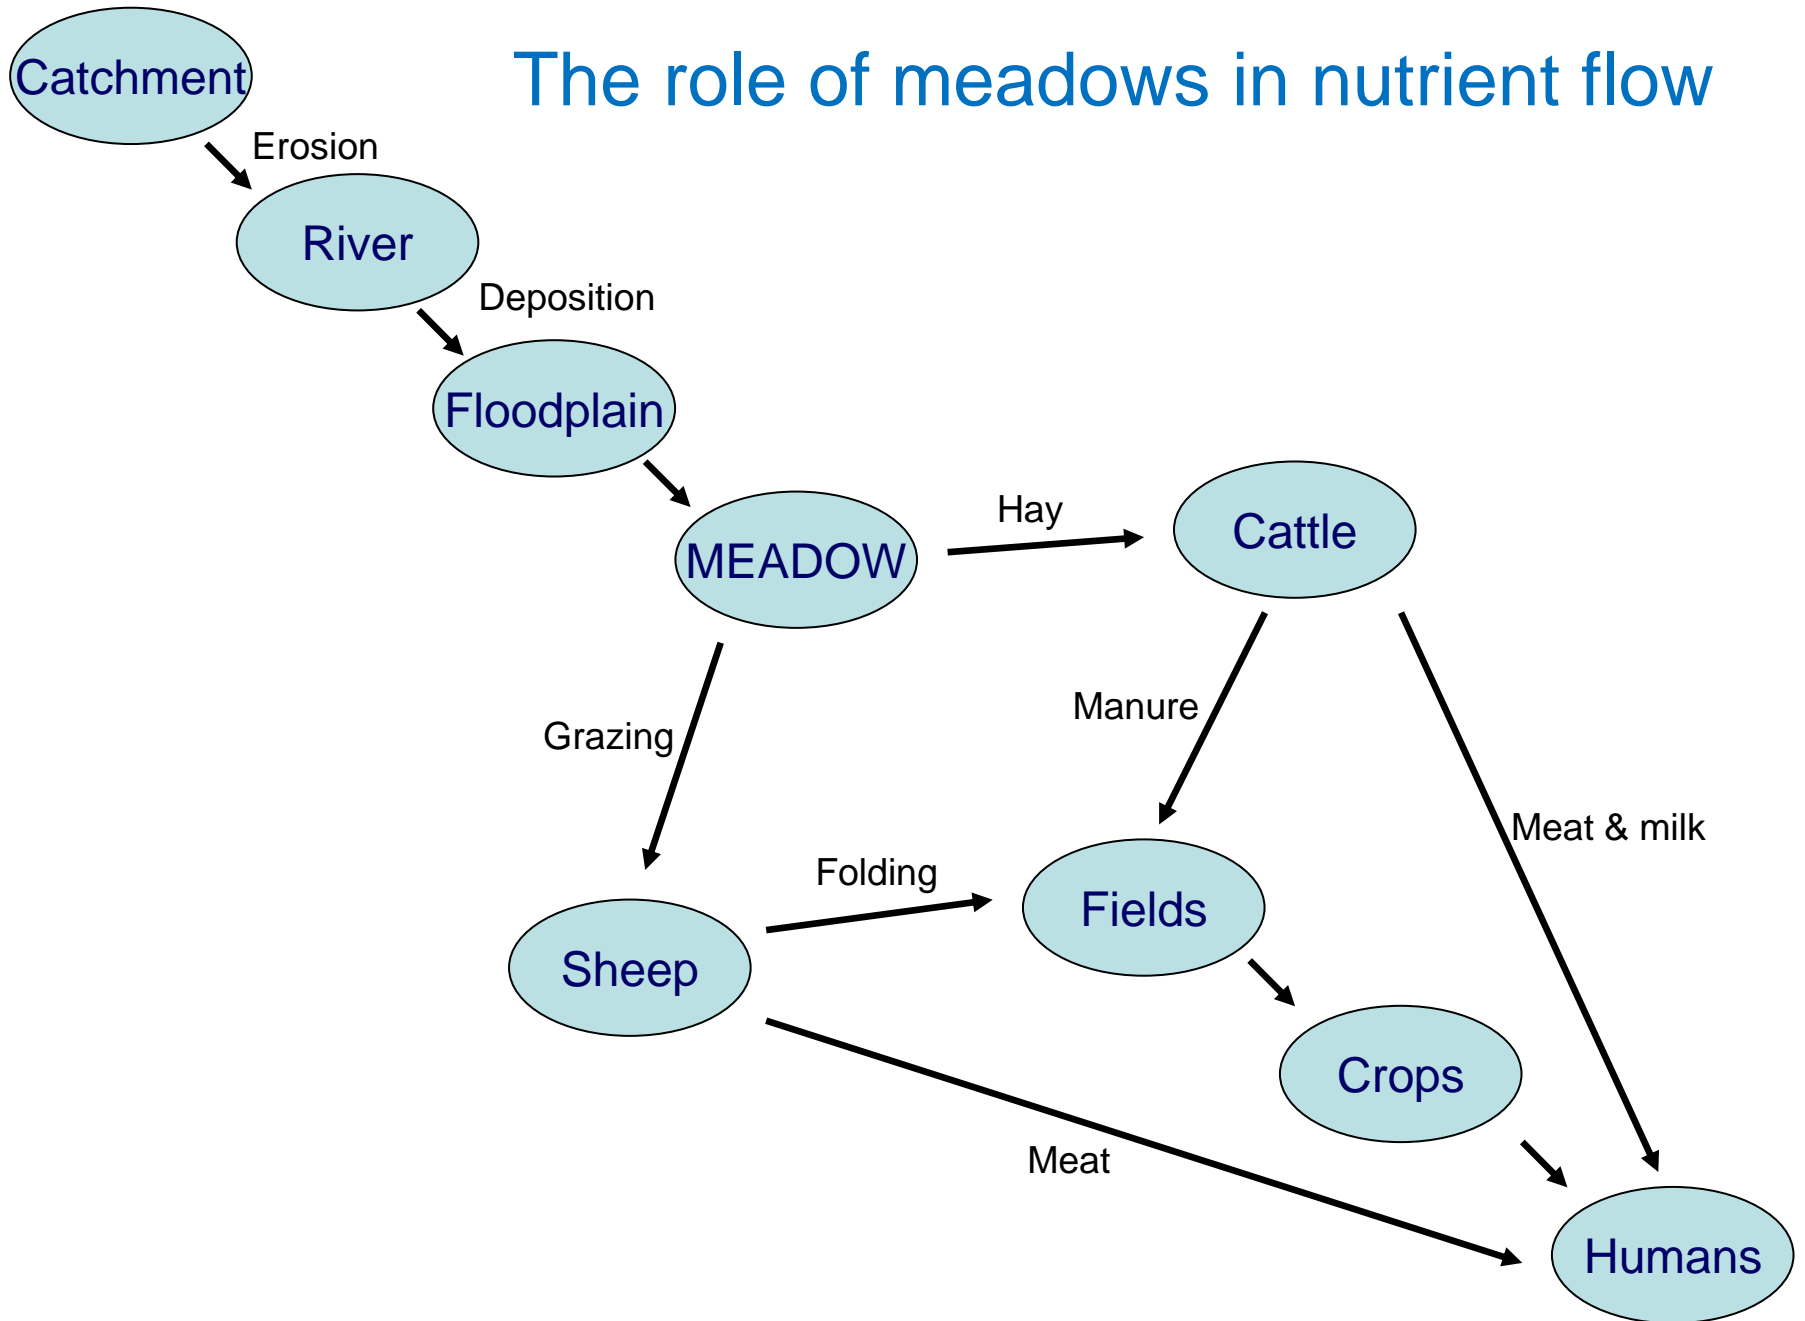 The role of meadows in nutrient flow
Catchment
Erosion
River
Deposition
Floodplain
MEADOW
Hay
Cattle
Grazing
Manure
Meat & milk
Folding
Fields
Sheep
Crops
Meat
Humans